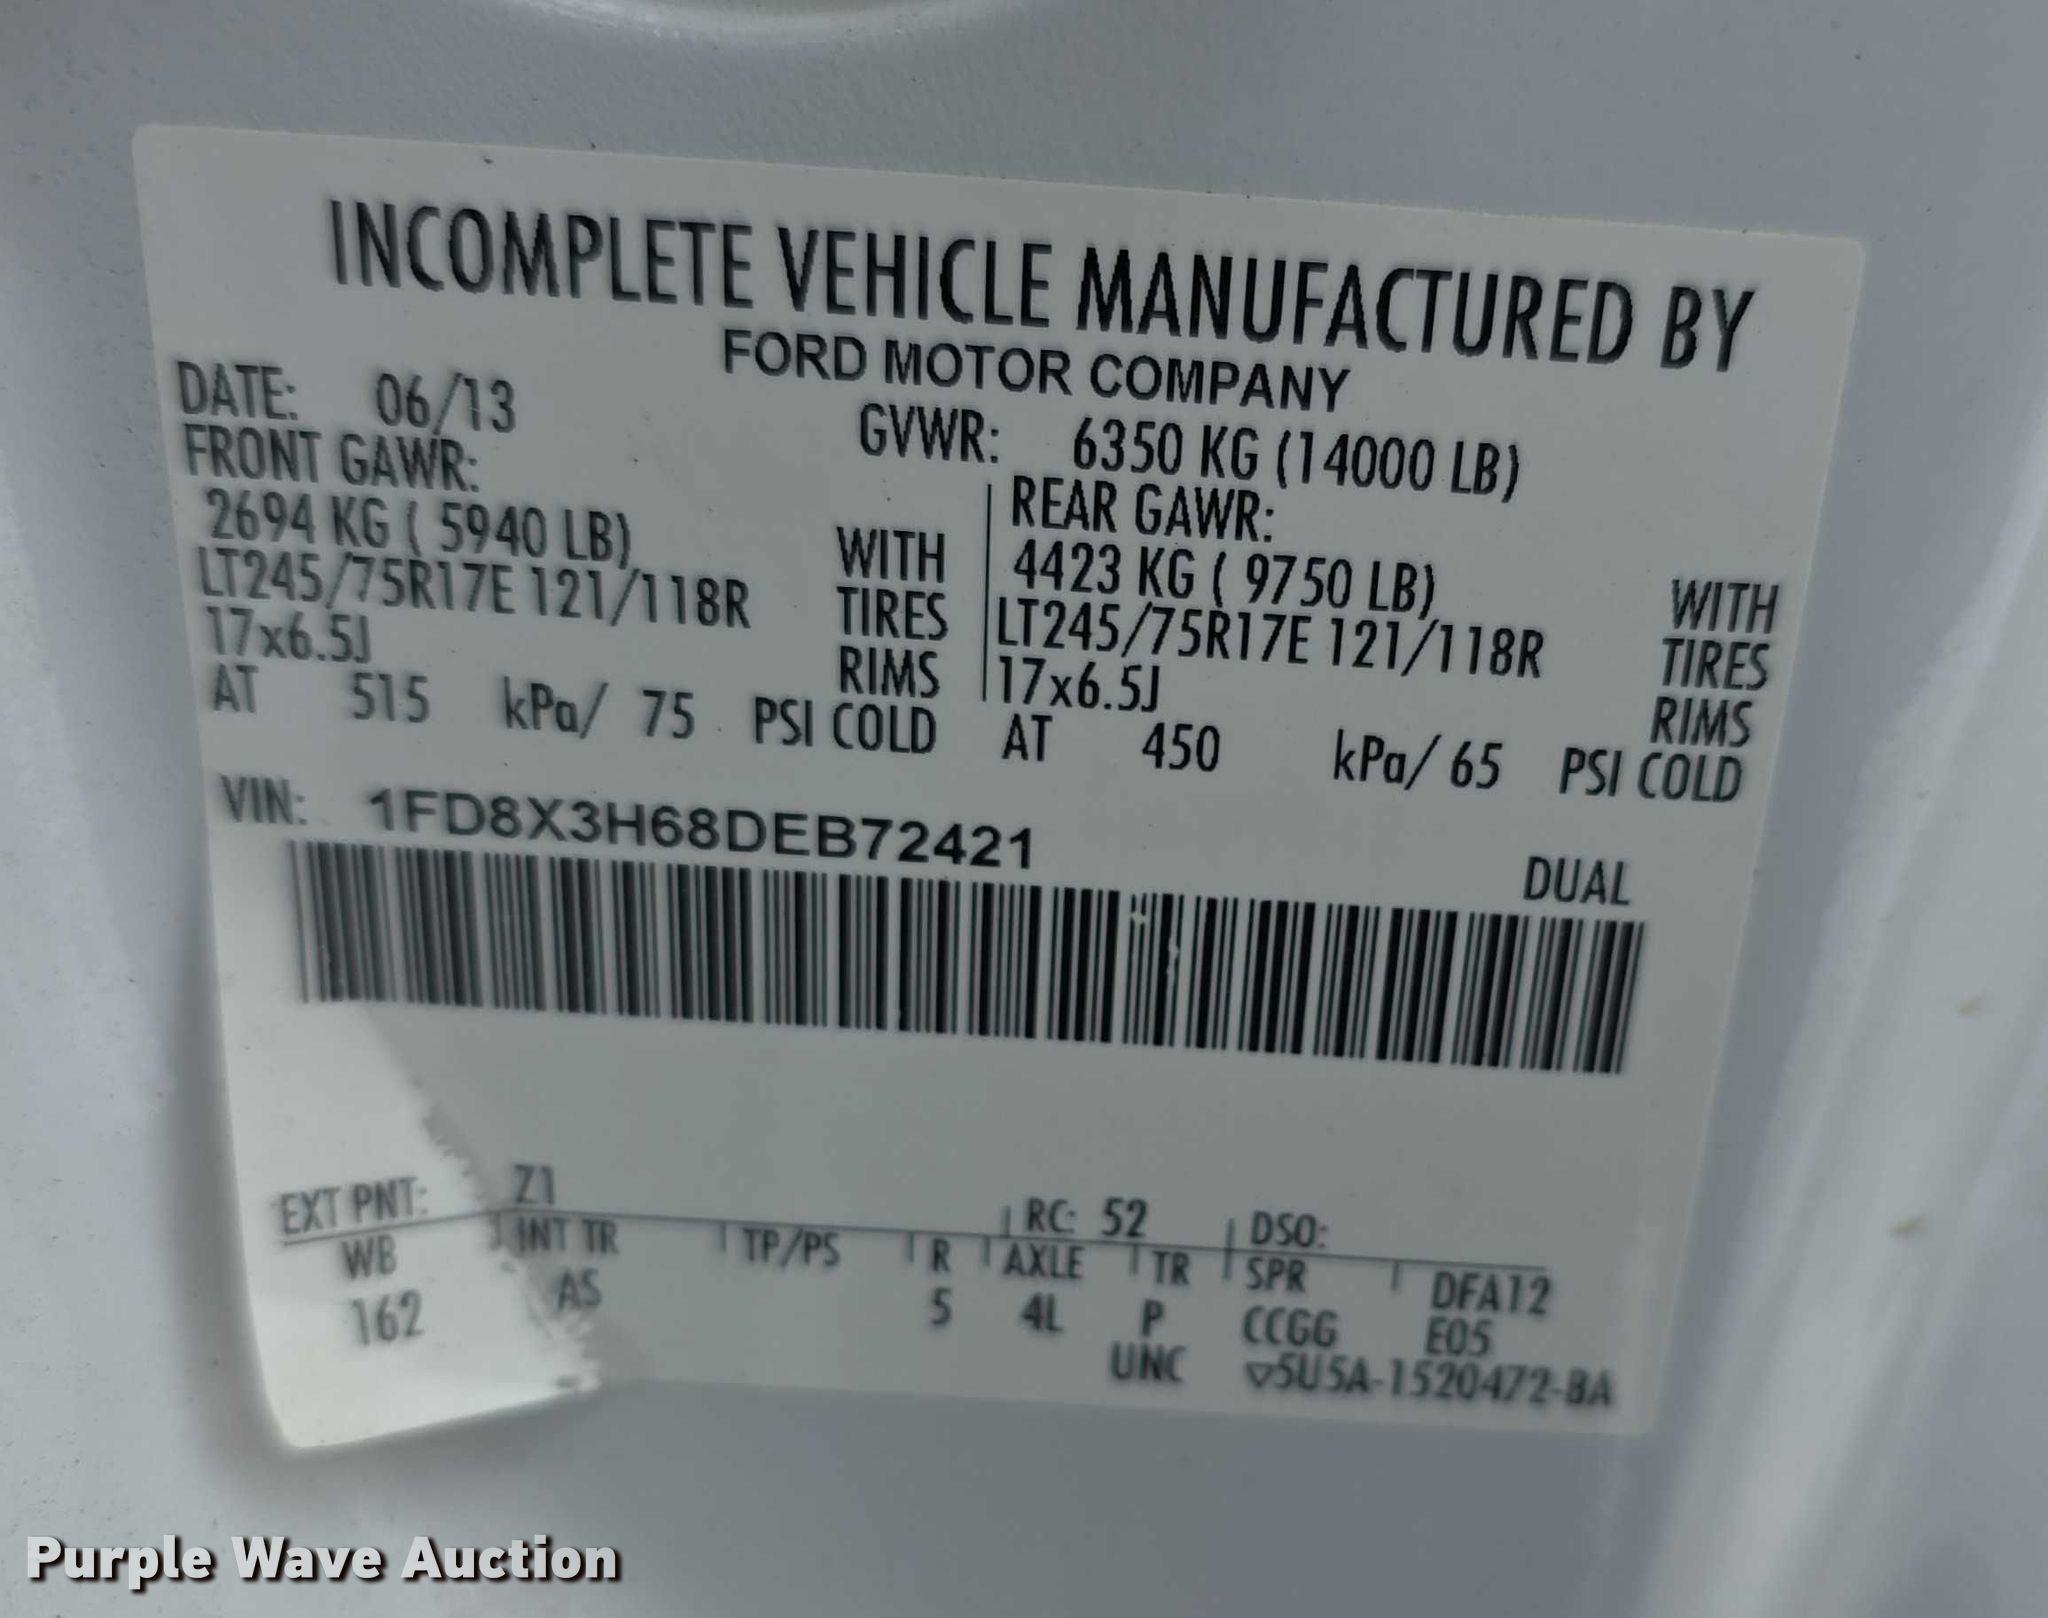 INCOMPLETE VEHICLE MANUFACTURED BY
FORD MOTOR COMPANY
DATE: 06/13 GVWR: 6350 KG (14000 LB)
FRONT GAWR: REAR GAWR:
2694 KG ( 5940 LB) WITH 4423 KG ( 9750 LB) WITH
LT245/75R17E 121/118R TIRES LT245/75R17E 121/118R TIRES
17x6.5J RIMS 17x6.5J RIMS
AT 515 kPa/ 75 PSI COLD AT 450 kPa/ 65 PSI COLD
VIN: 1FD8X3H68DEB72421
DUAL
EXT PNT: Z1 RC: 52 DSO:
WB INT TR TP/PS R AXLE TR SPR DFA12
162 AS 5 4L P CCGG E05
UNC ▽5U5A-1520472-BA
Purple Wave Auction